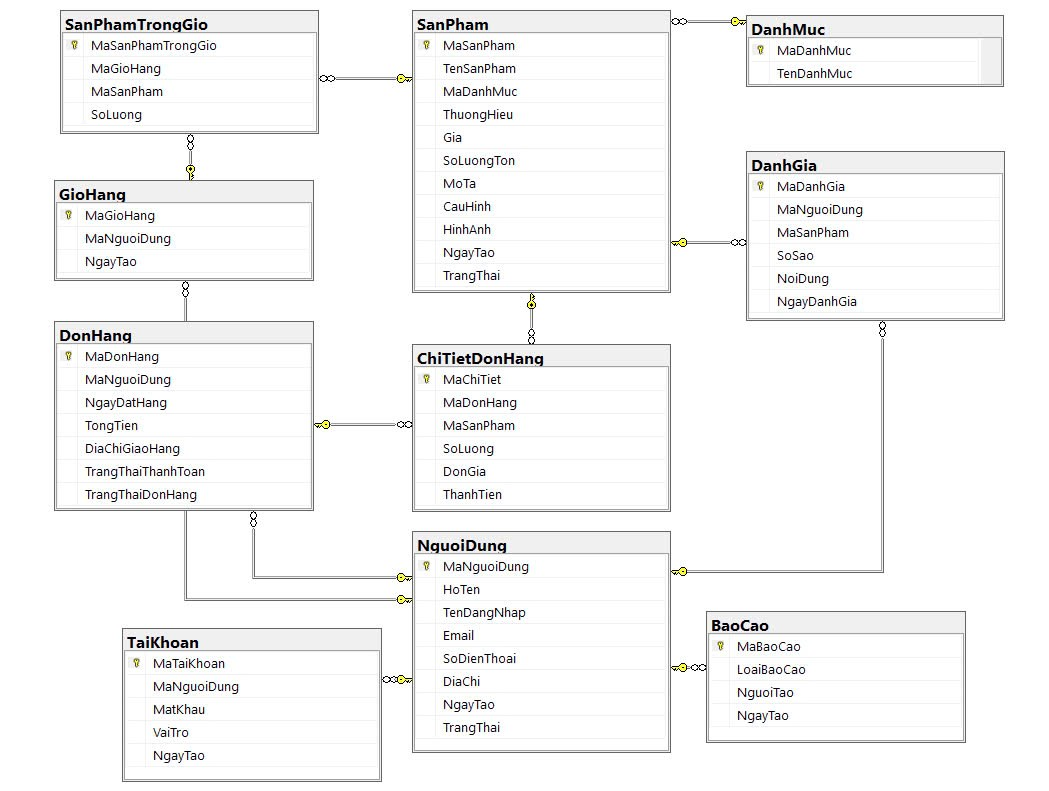 SanPhamTrongGio
MaSanPhamTrongGio
MaGioHang
MaSanPham
SoLuong
SanPham
MaSanPham
TenSanPham
MaDanhMuc
ThuongHieu
Gia
SoLuongTon
MoTa
CauHinh
HinhAnh
NgayTao
TrangThai
DanhMuc
MaDanhMuc
TenDanhMuc
DanhGia
MaDanhGia
MaNguoiDung
MaSanPham
SoSao
NoiDung
NgayDanhGia
GioHang
MaGioHang
MaNguoiDung
NgayTao
DonHang
MaDonHang
MaNguoiDung
NgayDatHang
TongTien
DiaChiGiaoHang
TrangThaiThanhToan
TrangThaiDonHang
ChiTietDonHang
MaChiTiet
MaDonHang
MaSanPham
SoLuong
DonGia
ThanhTien
NguoiDung
MaNguoiDung
HoTen
TenDangNhap
Email
SoDienThoai
DiaChi
NgayTao
TrangThai
TaiKhoan
MaTaiKhoan
MaNguoiDung
MatKhau
VaiTro
NgayTao
BaoCao
MaBaoCao
LoaiBaoCao
NguoiTao
NgayTao